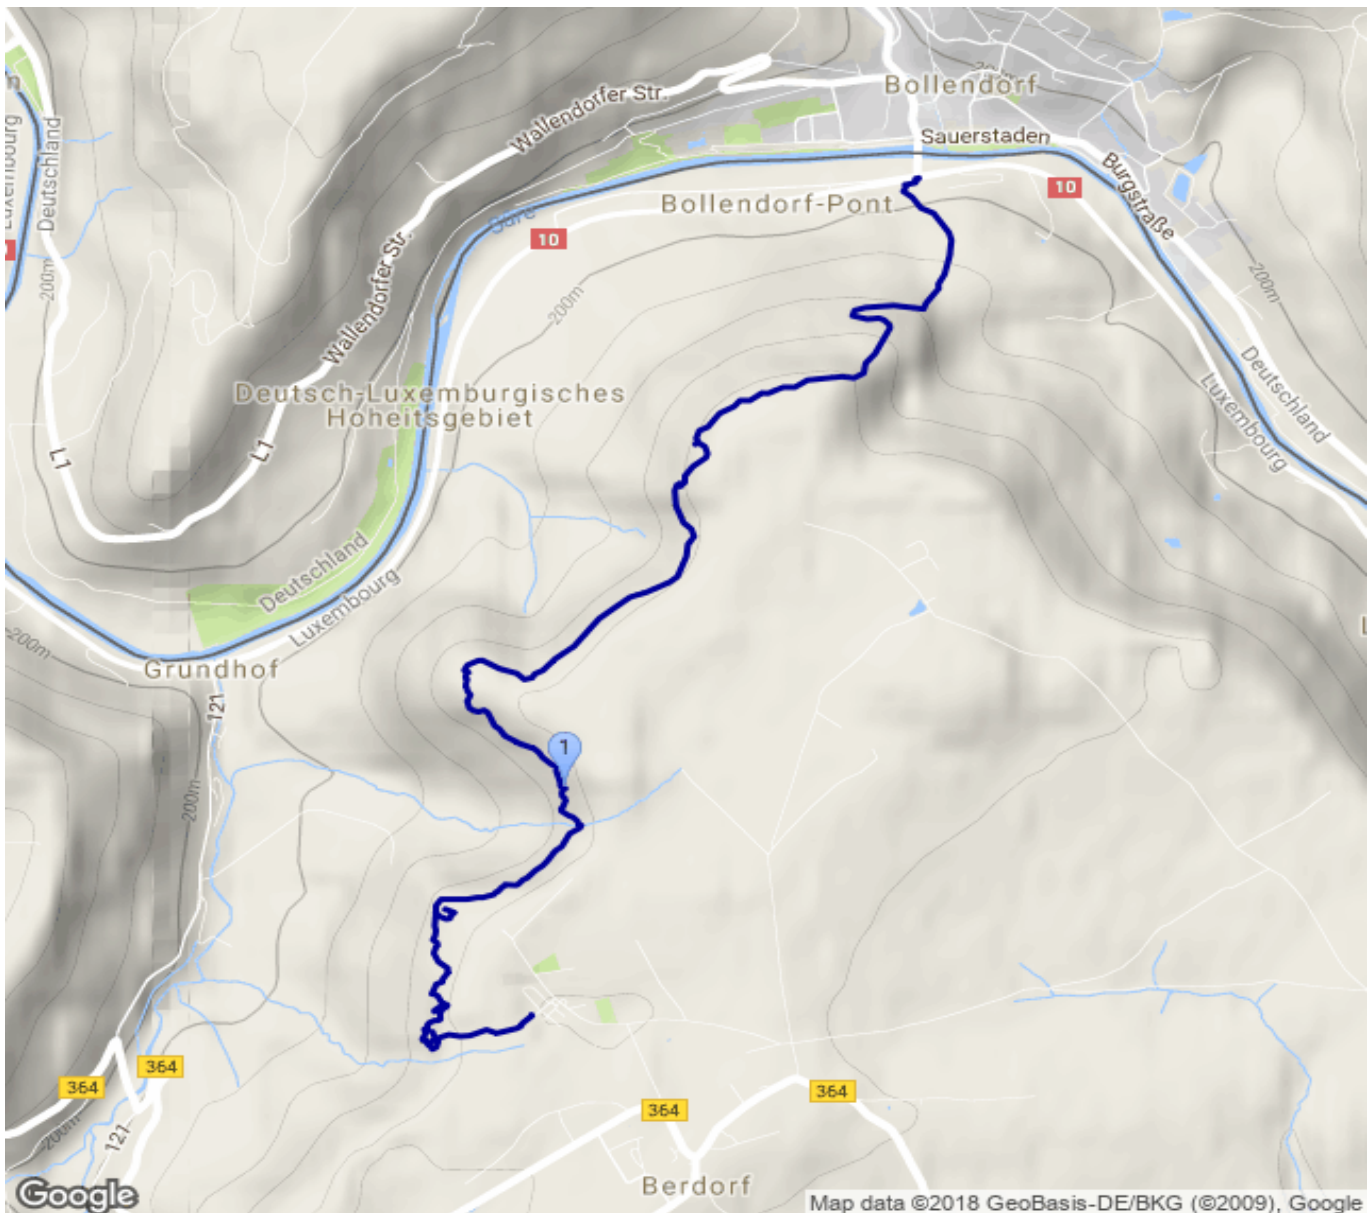 Bollendorf
200m
Wallendorfer Str.
Sauerstaden
Luxembourg
Deutschland
Burgstraße
10
Bollendorf-Pont
Sûre
10
200m
200m
200m
Wallendorfer Str.
Deutsch-Luxemburgisches
Hoheitsgebiet
Deutschland
Luxembourg
L1
L1
Deutschland
Luxembourg
200m
Grundhof
121
1
200m
364
364
364
364
200m
121
Berdorf
Google
Map data ©2018 GeoBasis-DE/BKG (©2009), Google